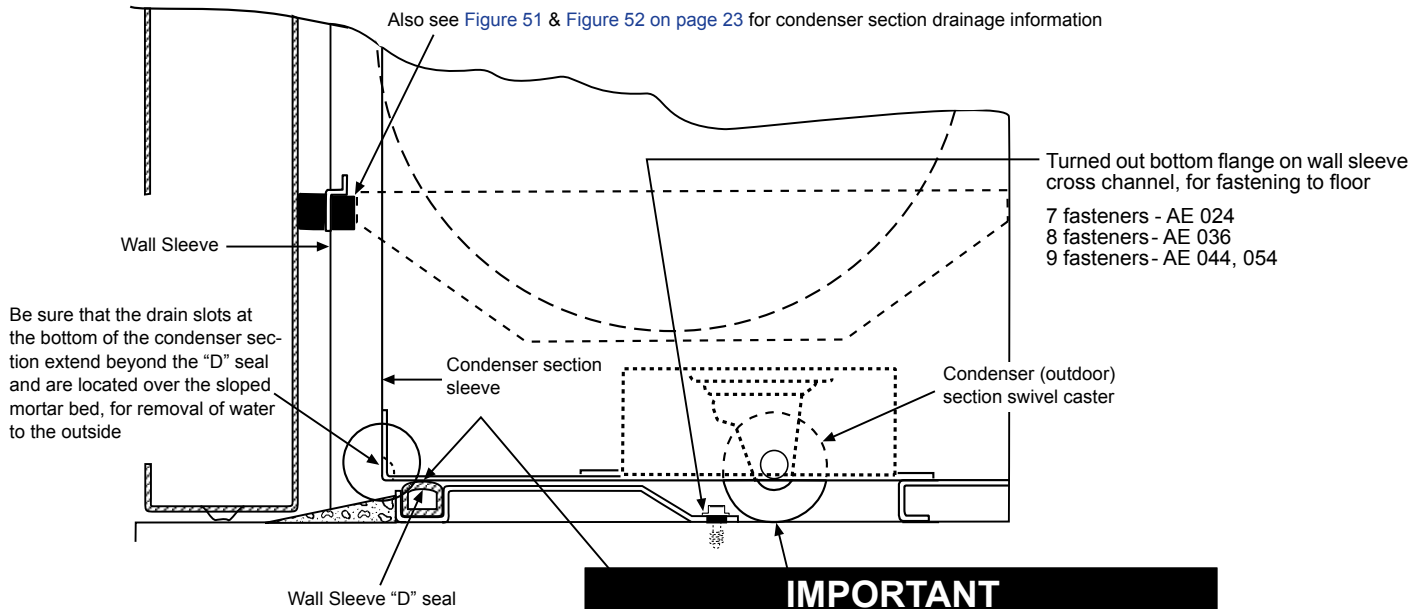 Also see Figure 51 & Figure 52 on page 23 for condenser section drainage information
Turned out bottom flange on wall sleeve
cross channel, for fastening to floor
7 fasteners - AE 024
8 fasteners - AE 036
9 fasteners - AE 044, 054
Wall Sleeve
Be sure that the drain slots at
the bottom of the condenser sec-
tion extend beyond the “D” seal
and are located over the sloped
mortar bed, for removal of water
to the outside
Condenser section
sleeve
Condenser (outdoor)
section swivel caster
Wall Sleeve “D” seal
IMPORTANT